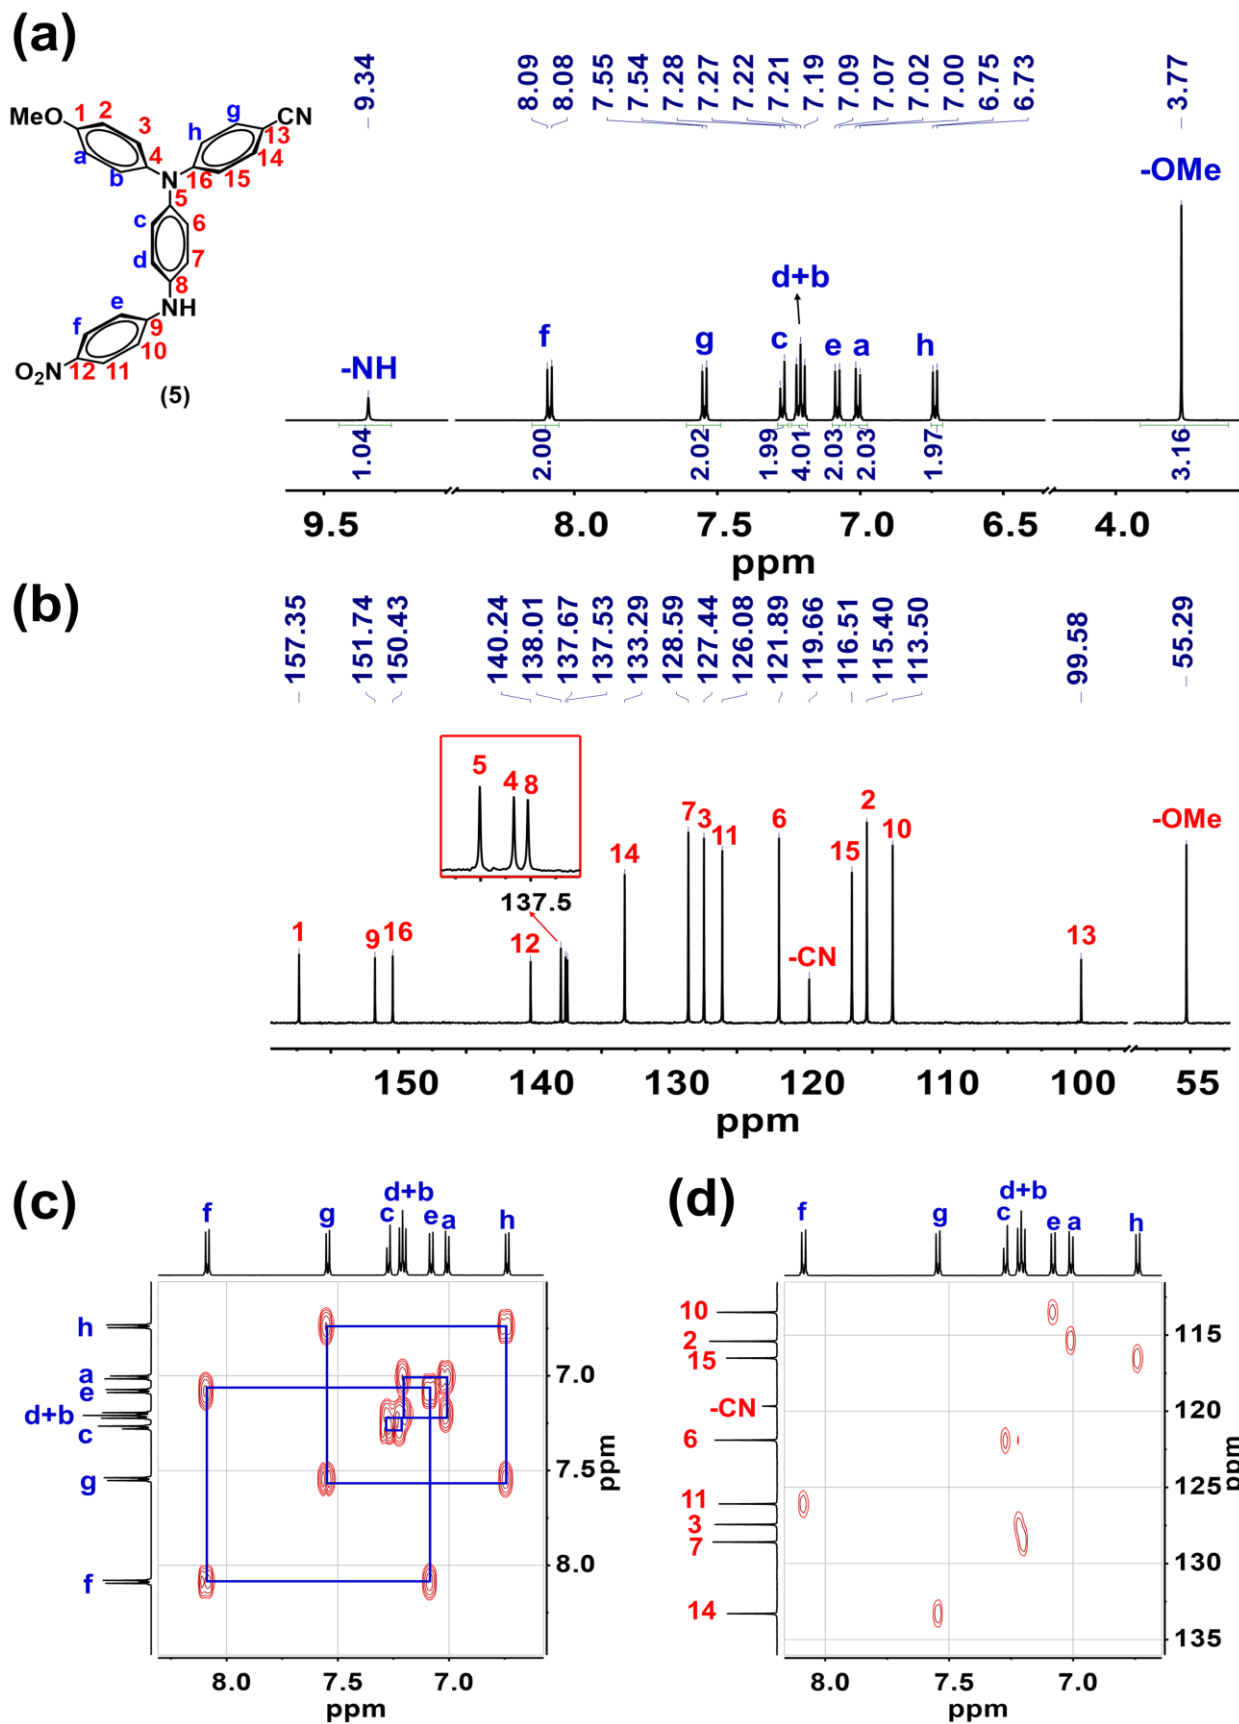 (a)
9.34
8.09
8.08
7.55
7.54
7.28
7.27
7.22
7.21
7.19
7.09
7.07
7.02
7.00
6.75
6.73
3.77
MeO
1
2
3
4
a
b
N
g
h
CN
13
14
15
16
5
c
6
d
7
8
NH
e
f
9
10
11
12
O₂N
(5)
-NH
f
g
c
d+b
e
a
h
-OMe
1.04
2.00
2.02
1.99
4.01
2.03
2.03
1.97
3.16
9.5 8.0 7.5 7.0 6.5 4.0
ppm
(b)
157.35
151.74
150.43
140.24
138.01
137.67
137.53
133.29
128.59
127.44
126.08
121.89
119.66
116.51
115.40
113.50
99.58
55.29
5 4 8
137.5
1
9
16
12
14
7
3
11
6
-CN
15
2
10
13
-OMe
150 140 130 120 110 100 55
ppm
(c)
f g c d+b e a h
h
a
e
d+b
c
g
f
7.0
7.5
8.0
ppm
8.0 7.5 7.0
ppm
(d)
f g c d+b e a h
10
2
15
-CN
6
11
3
7
14
115
120
125
130
135
ppm
8.0 7.5 7.0
ppm